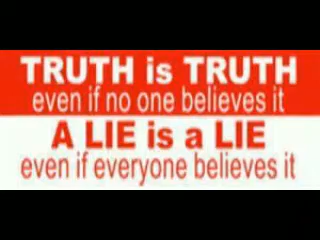 TRUTH is TRUTH
even if no one believes it
A LIE is a LIE
even if everyone believes it